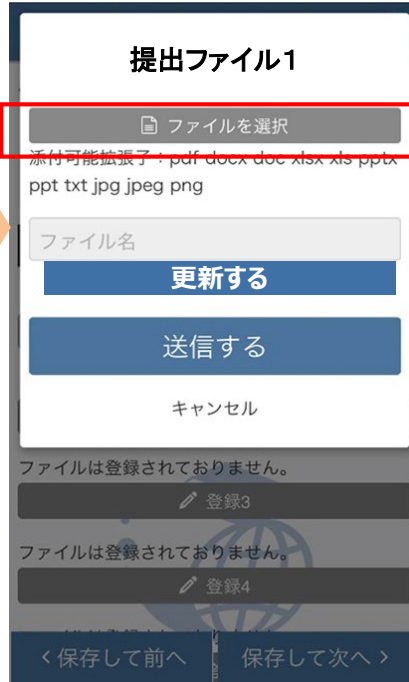 提出ファイル1
ファイルを選択
添付可能拡張子：pdf docx doc xlsx xls pptx
ppt txt jpg jpeg png
ファイル名
更新する
送信する
キャンセル
ファイルは登録されておりません。
登録3
ファイルは登録されておりません。
登録4
<保存して前へ
保存して次へ>